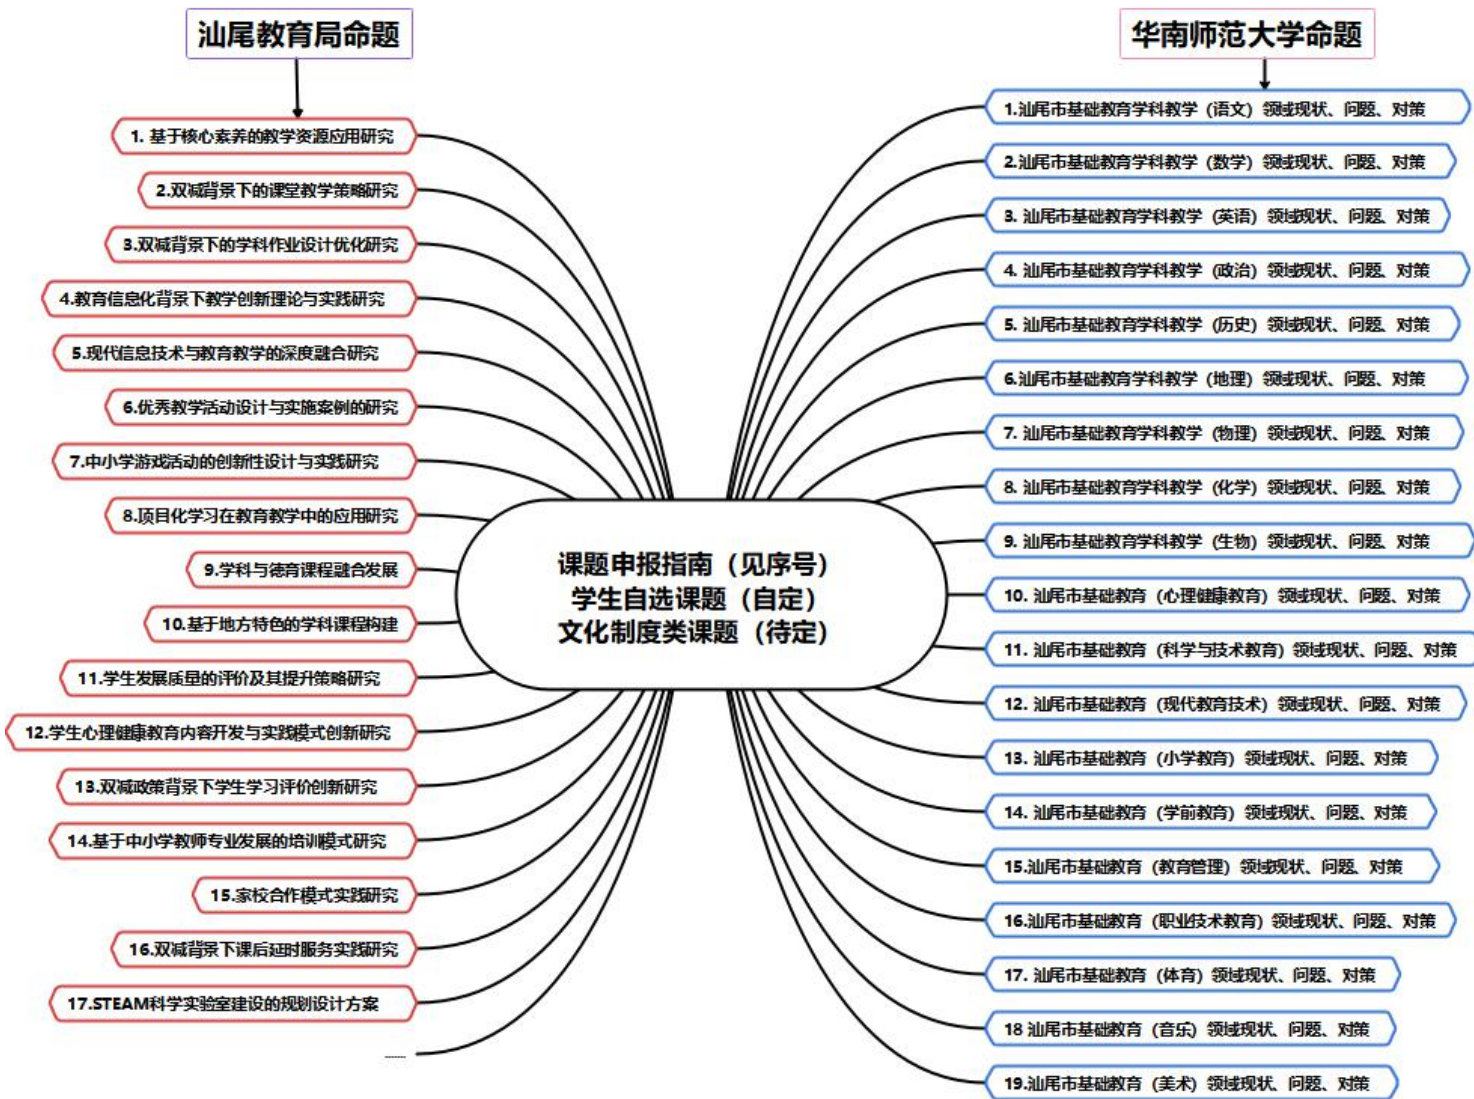 汕尾教育局命题
1. 基于核心素养的教学资源应用研究
2.双减背景下的课堂教学策略研究
3.双减背景下的学科作业设计优化研究
4.教育信息化背景下教学创新理论与实践研究
5.现代信息技术与教育教学的深度融合研究
6.优秀教学活动设计与实施案例的研究
7.中小学游戏活动的创新性设计与实践研究
8.项目化学习在教育教学中的应用研究
9.学科与德育课程融合发展
10.基于地方特色的学科课程构建
11.学生发展质量的评价及其提升策略研究
12.学生心理健康教育内容开发与实践模式创新研究
13.双减政策背景下学生学习评价创新研究
14.基于中小学教师专业发展的培训模式研究
15.家校合作模式实践研究
16.双减背景下课后延时服务实践研究
17.STEAM科学实验室建设的规划设计方案
......
课题申报指南（见序号）
学生自选课题（自定）
文化制度类课题（待定）
华南师范大学命题
1.汕尾市基础教育学科教学（语文）领域现状、问题、对策
2.汕尾市基础教育学科教学（数学）领域现状、问题、对策
3. 汕尾市基础教育学科教学（英语）领域现状、问题、对策
4. 汕尾市基础教育学科教学（政治）领域现状、问题、对策
5. 汕尾市基础教育学科教学（历史）领域现状、问题、对策
6.汕尾市基础教育学科教学（地理）领域现状、问题、对策
7. 汕尾市基础教育学科教学（物理）领域现状、问题、对策
8. 汕尾市基础教育学科教学（化学）领域现状、问题、对策
9. 汕尾市基础教育学科教学（生物）领域现状、问题、对策
10. 汕尾市基础教育（心理健康教育）领域现状、问题、对策
11. 汕尾市基础教育（科学与技术教育）领域现状、问题、对策
12. 汕尾市基础教育（现代教育技术）领域现状、问题、对策
13. 汕尾市基础教育（小学教育）领域现状、问题、对策
14. 汕尾市基础教育（学前教育）领域现状、问题、对策
15.汕尾市基础教育（教育管理）领域现状、问题、对策
16.汕尾市基础教育（职业技术教育）领域现状、问题、对策
17. 汕尾市基础教育（体育）领域现状、问题、对策
18 汕尾市基础教育（音乐）领域现状、问题、对策
19.汕尾市基础教育（美术）领域现状、问题、对策